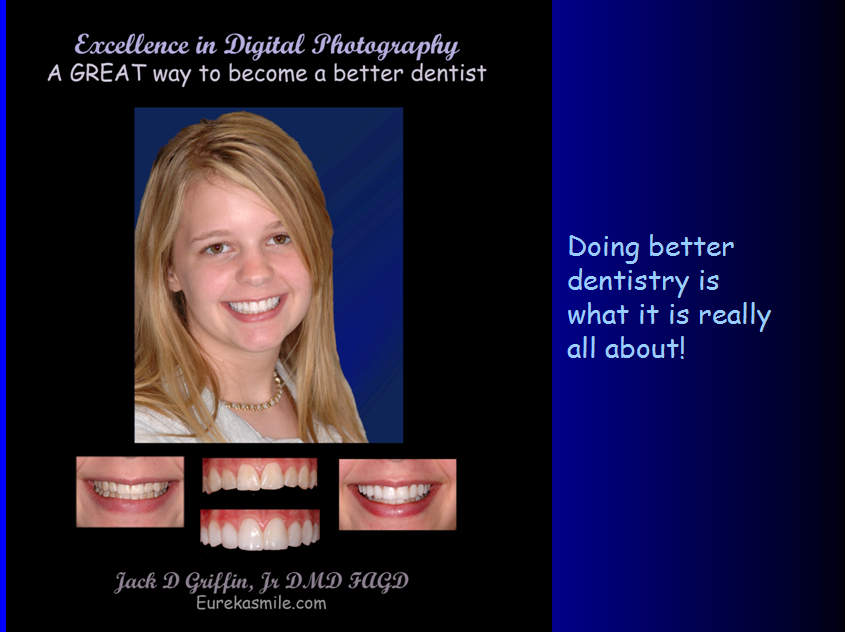 Excellence in Digital Photography
A GREAT way to become a better dentist
Doing better
dentistry is
what it is really
all about!
Jack D Griffin, Jr DMD FAGD
Eurekasmile.com